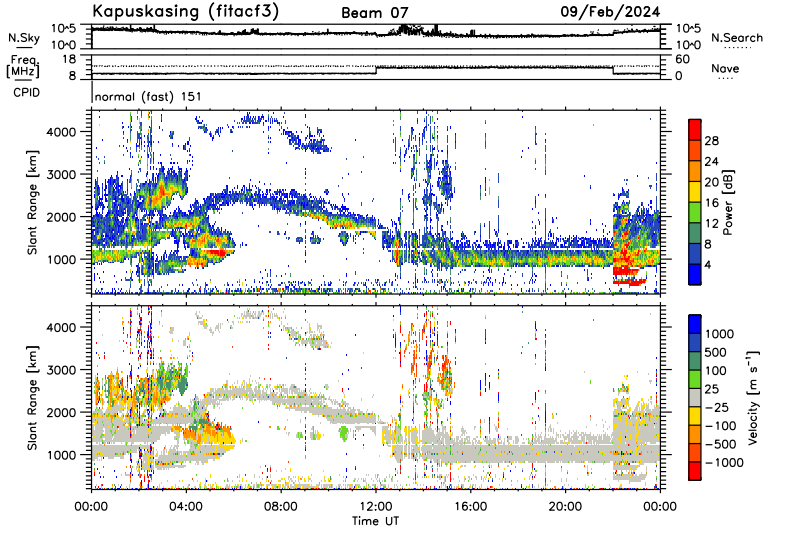 Kapuskasing (fitacf3) Beam 07 09/Feb/2024
N.Sky 10^5 10^0 10^5 10^0 N.Search
Freq. [MHz] 18 8 60 0 Nave
CPID normal (fast) 151
Slant Range [km] 4000 3000 2000 1000
Power [dB] 28 24 20 16 12 8 4
Slant Range [km] 4000 3000 2000 1000
Velocity [m s^-1] 1000 500 100 25 -25 -100 -500 -1000
00:00 04:00 08:00 12:00 16:00 20:00 00:00
Time UT